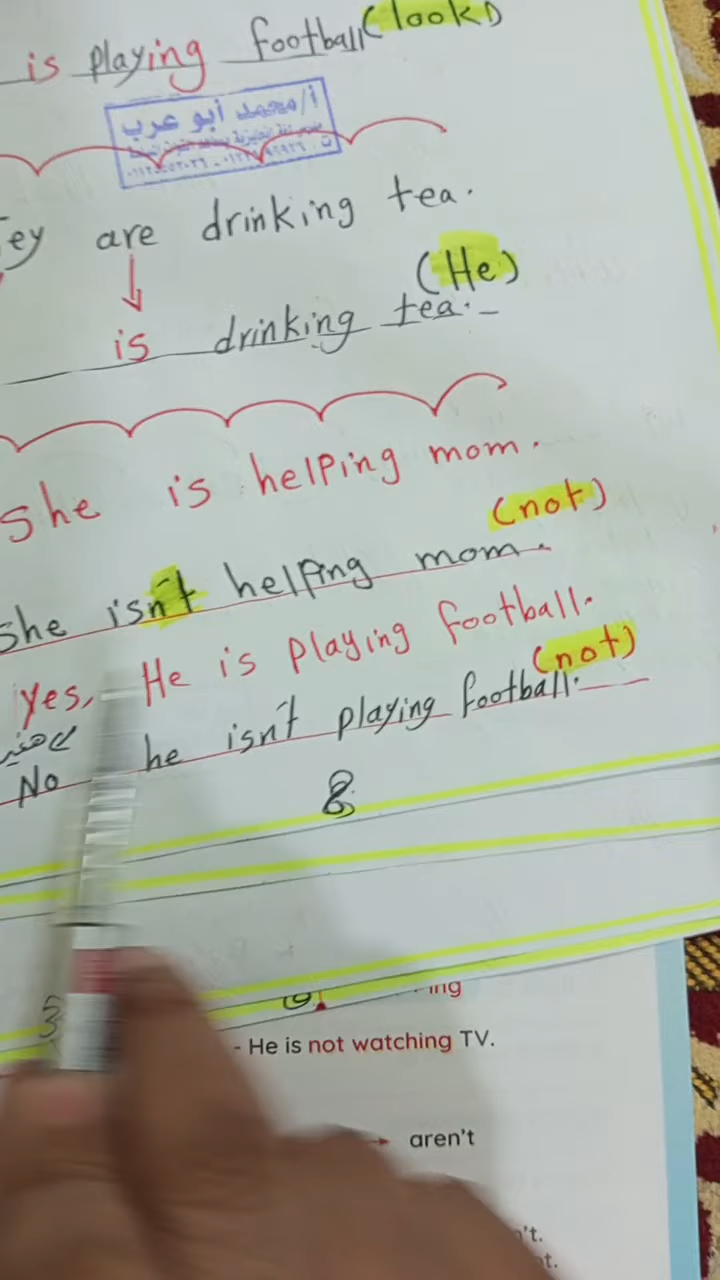 is playing football (look)
أ/محمد أبو عرب
ey are drinking tea.
(He)
is drinking tea.
She is helping mom.
(not)
She isn't helping mom.
Yes, He is playing football.
(not)
No he isn't playing football.
8
3
ing
- He is not watching TV.
aren't
't.
t.